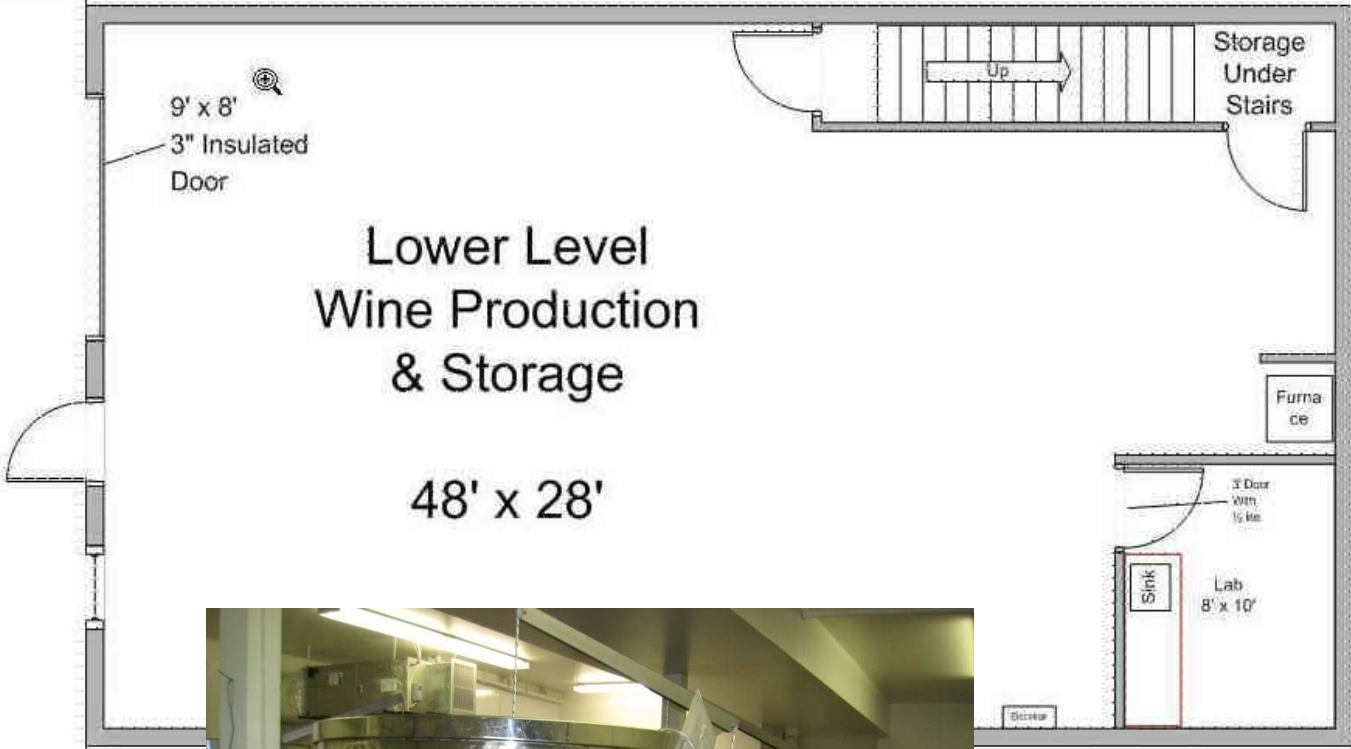 Storage
Under
Stairs
Up
9' x 8'
3" Insulated
Door
Lower Level
Wine Production
& Storage
48' x 28'
Furna
ce
3' Door
With
Sink
Lab
8' x 10'